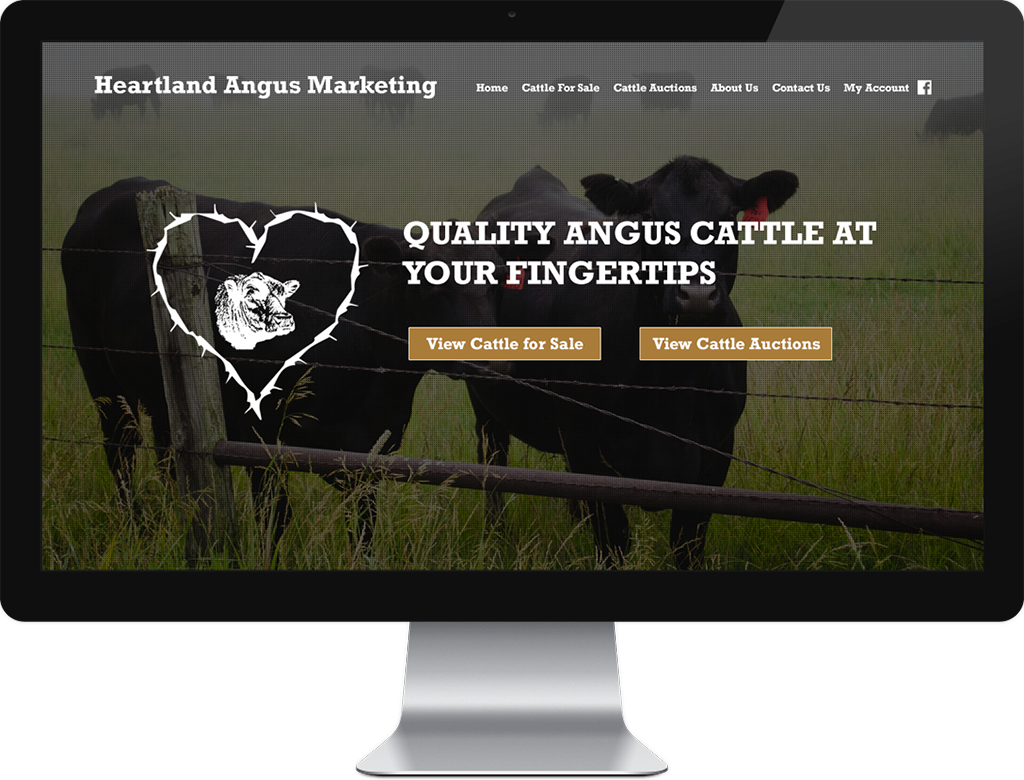 Heartland Angus Marketing
Home Cattle For Sale Cattle Auctions About Us Contact Us My Account
QUALITY ANGUS CATTLE AT
YOUR FINGERTIPS
View Cattle for Sale View Cattle Auctions